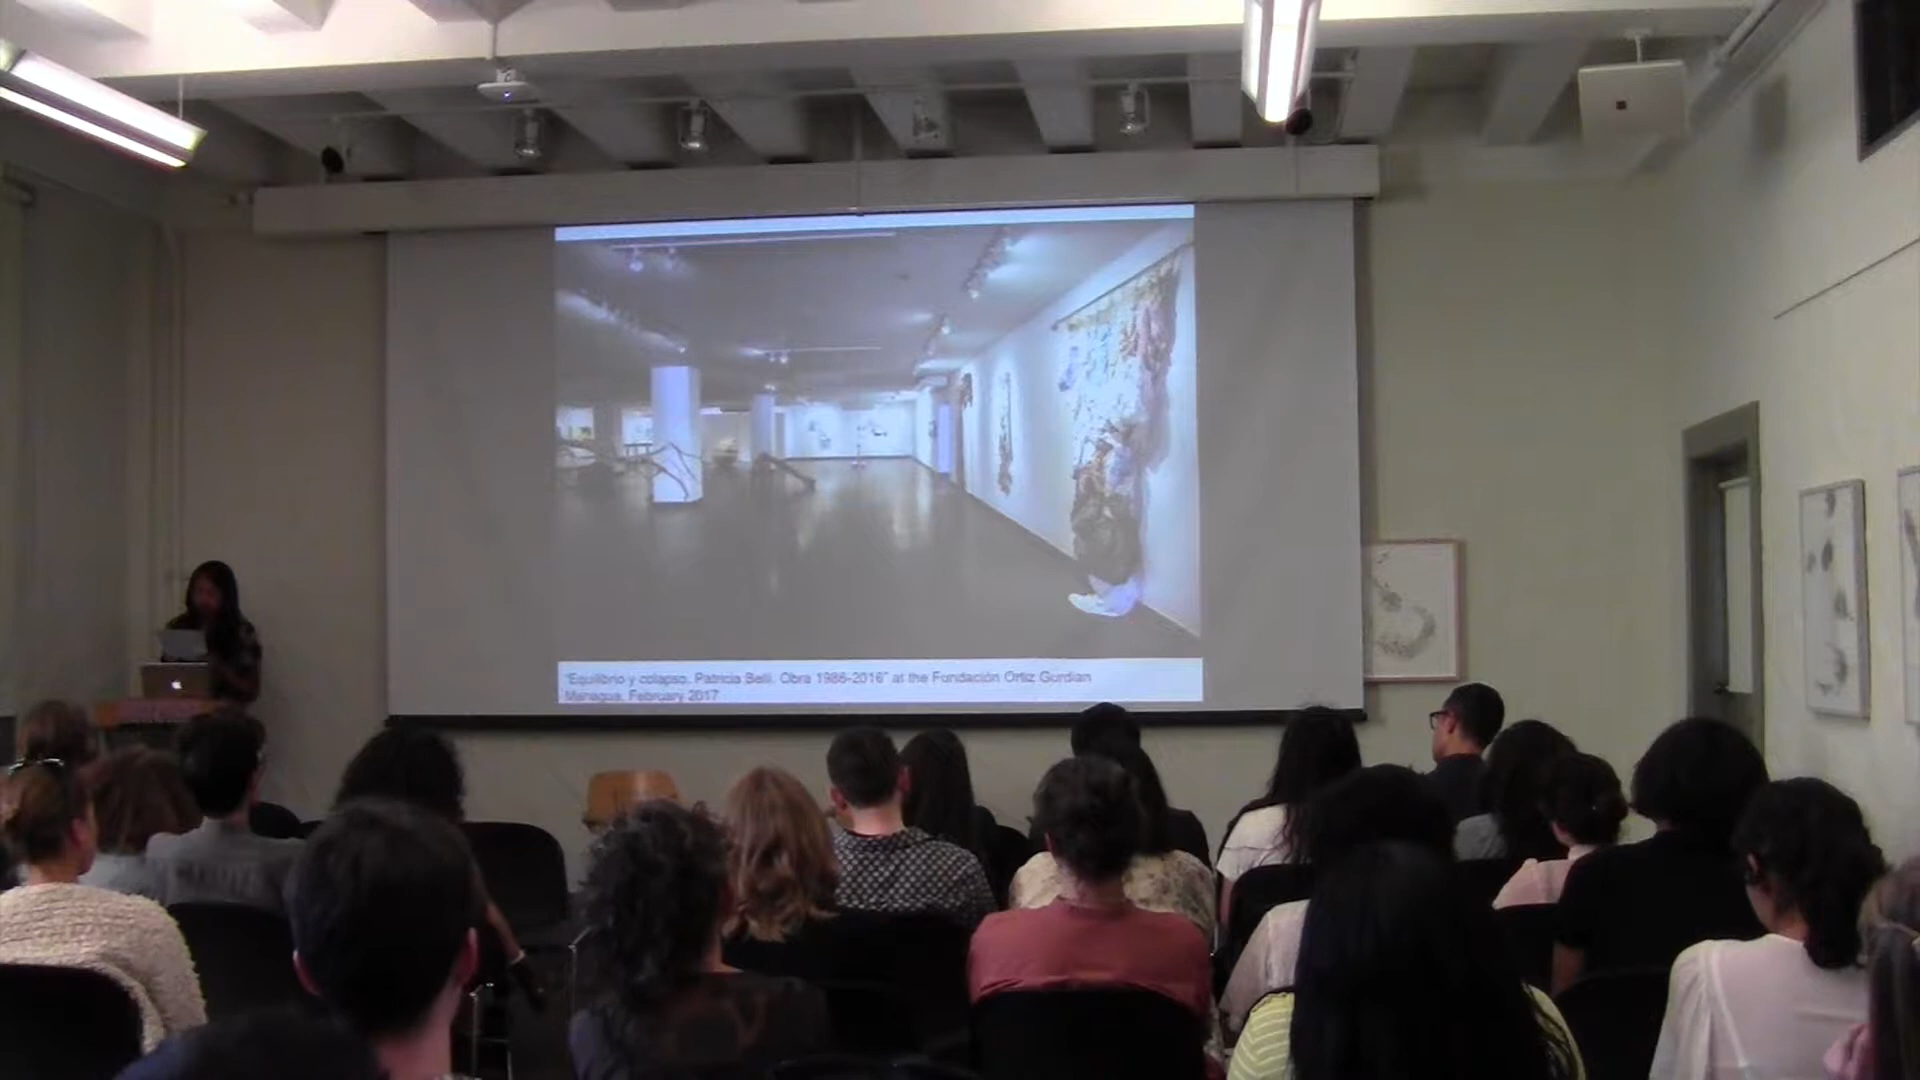 "Equilibrio y colapso. Patricia Belli. Obra 1986-2016" at the Fundación Ortiz Gurdian
Managua, February 2017